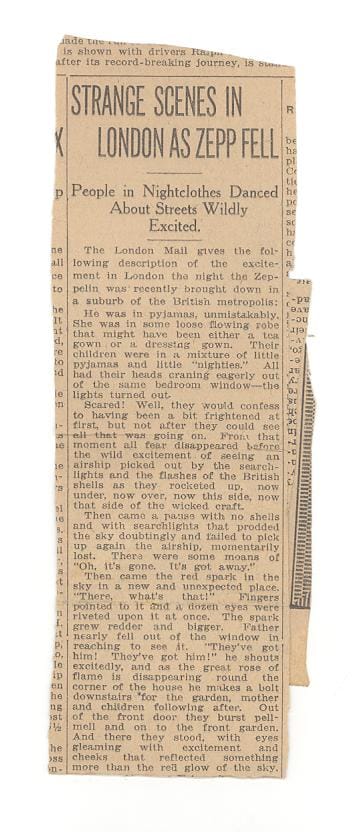 is shown with drivers Ralph
after its record-breaking journey, is
STRANGE SCENES IN
LONDON AS ZEPP FELL
People in Nightclothes Danced
About Streets Wildly
Excited.
The London Mail gives the fol-
lowing description of the excite-
ment in London the night the Zep-
pelin was recently brought down in
a suburb of the British metropolis:
He was in pyjamas, unmistakably.
She was in some loose flowing robe
that might have been either a tea
gown or a dressing gown. Their
children were in a mixture of little
pyjamas and little "nighties." All
had their heads craning eagerly out
of the same bedroom window—the
lights turned out.
Scared! Well, they would confess
to having been a bit frightened at
first, but not after they could see
all that was going on. From that
moment all fear disappeared before
the wild excitement of seeing an
airship picked out by the search-
lights and the flashes of the British
shells as they rocketed up, now
under, now over, now this side, now
that side of the wicked craft.
Then came a pause with no shells
and with searchlights that prodded
the sky doubtingly and failed to pick
up again the airship, momentarily
lost. There were some moans of
"Oh, it's gone. It's got away."
Then came the red spark in the
sky in a new and unexpected place.
"There, what's that!" Fingers
pointed to it and a dozen eyes were
riveted upon it at once. The spark
grew redder and bigger. Father
nearly fell out of the window in
reaching to see it. "They've got
him! They've got him!" he shouts
excitedly, and as the great rose of
flame is disappearing round the
corner of the house he makes a bolt
downstairs for the garden, mother
and children following after. Out
of the front door they burst pell-
mell and on to the front garden.
And there they stood, with eyes
gleaming with excitement and
cheeks that reflected something
more than the red glow of the sky.